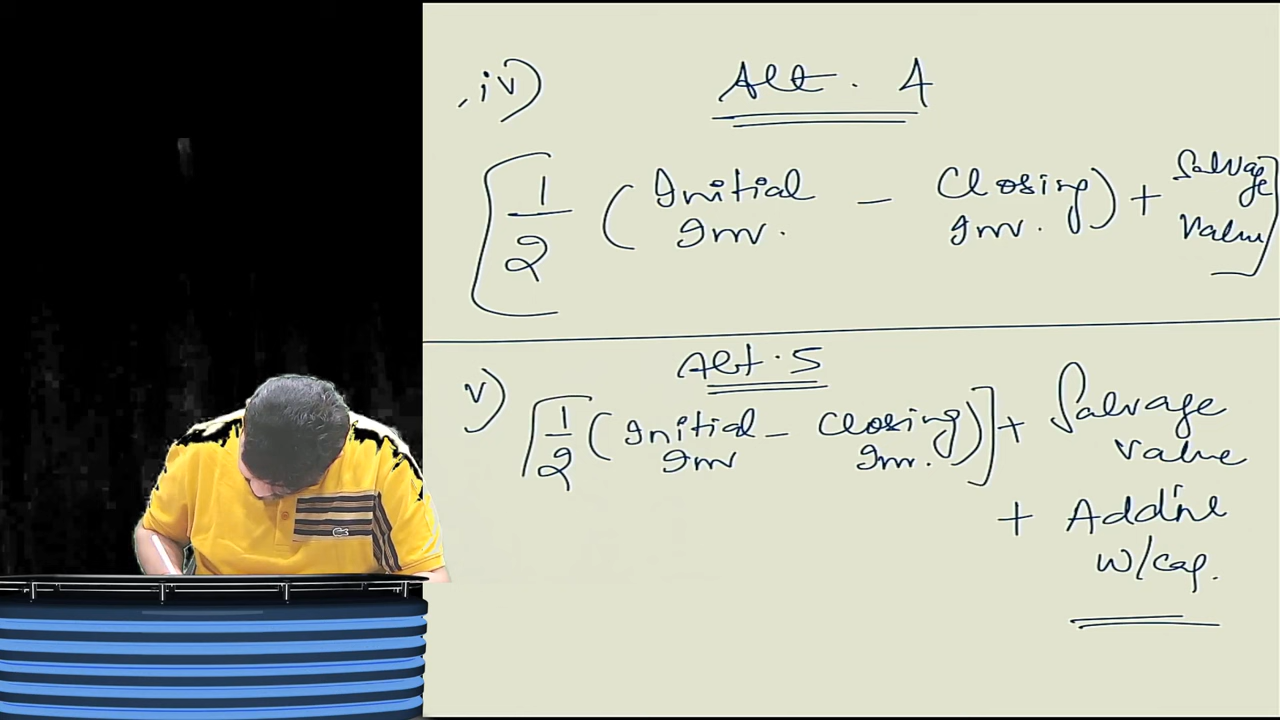 iv) Alt. 4
[1/2 (Initial Inv. - Closing Inv.) + Salvage Value]
v) Alt. 5
[1/2 (Initial Inv - Closing Inv.)] + Salvage Value
+ Addinl W/cap.